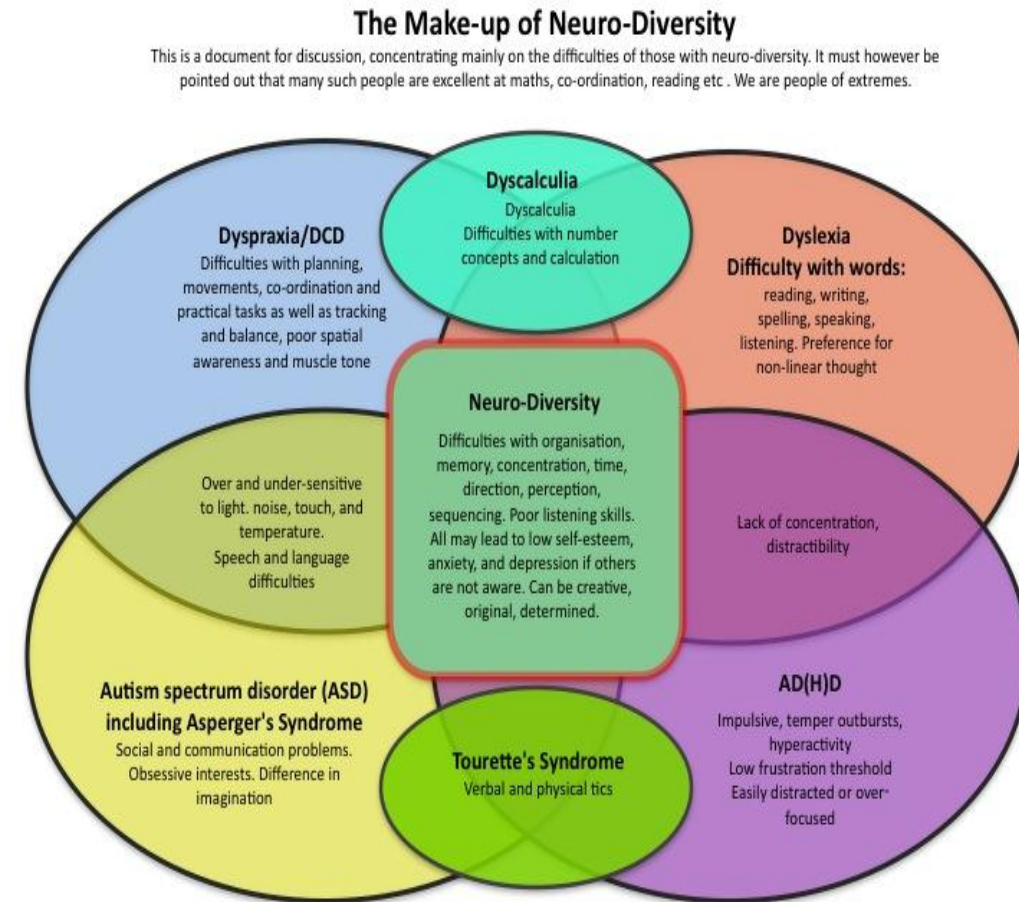 The Make-up of Neuro-Diversity
This is a document for discussion, concentrating mainly on the difficulties of those with neuro-diversity. It must however be
pointed out that many such people are excellent at maths, co-ordination, reading etc . We are people of extremes.
Dyscalculia
Dyscalculia
Difficulties with number
concepts and calculation
Dyspraxia/DCD
Difficulties with planning,
movements, co-ordination and
practical tasks as well as tracking
and balance, poor spatial
awareness and muscle tone
Dyslexia
Difficulty with words:
reading, writing,
spelling, speaking,
listening. Preference for
non-linear thought
Neuro-Diversity
Difficulties with organisation,
memory, concentration, time,
direction, perception,
sequencing. Poor listening skills.
All may lead to low self-esteem,
anxiety, and depression if others
are not aware. Can be creative,
original, determined.
Over and under-sensitive
to light. noise, touch, and
temperature.
Speech and language
difficulties
Lack of concentration,
distractibility
Autism spectrum disorder (ASD)
including Asperger's Syndrome
Social and communication problems.
Obsessive interests. Difference in
imagination
Tourette's Syndrome
Verbal and physical tics
AD(H)D
Impulsive, temper outbursts,
hyperactivity
Low frustration threshold
Easily distracted or over-
focused